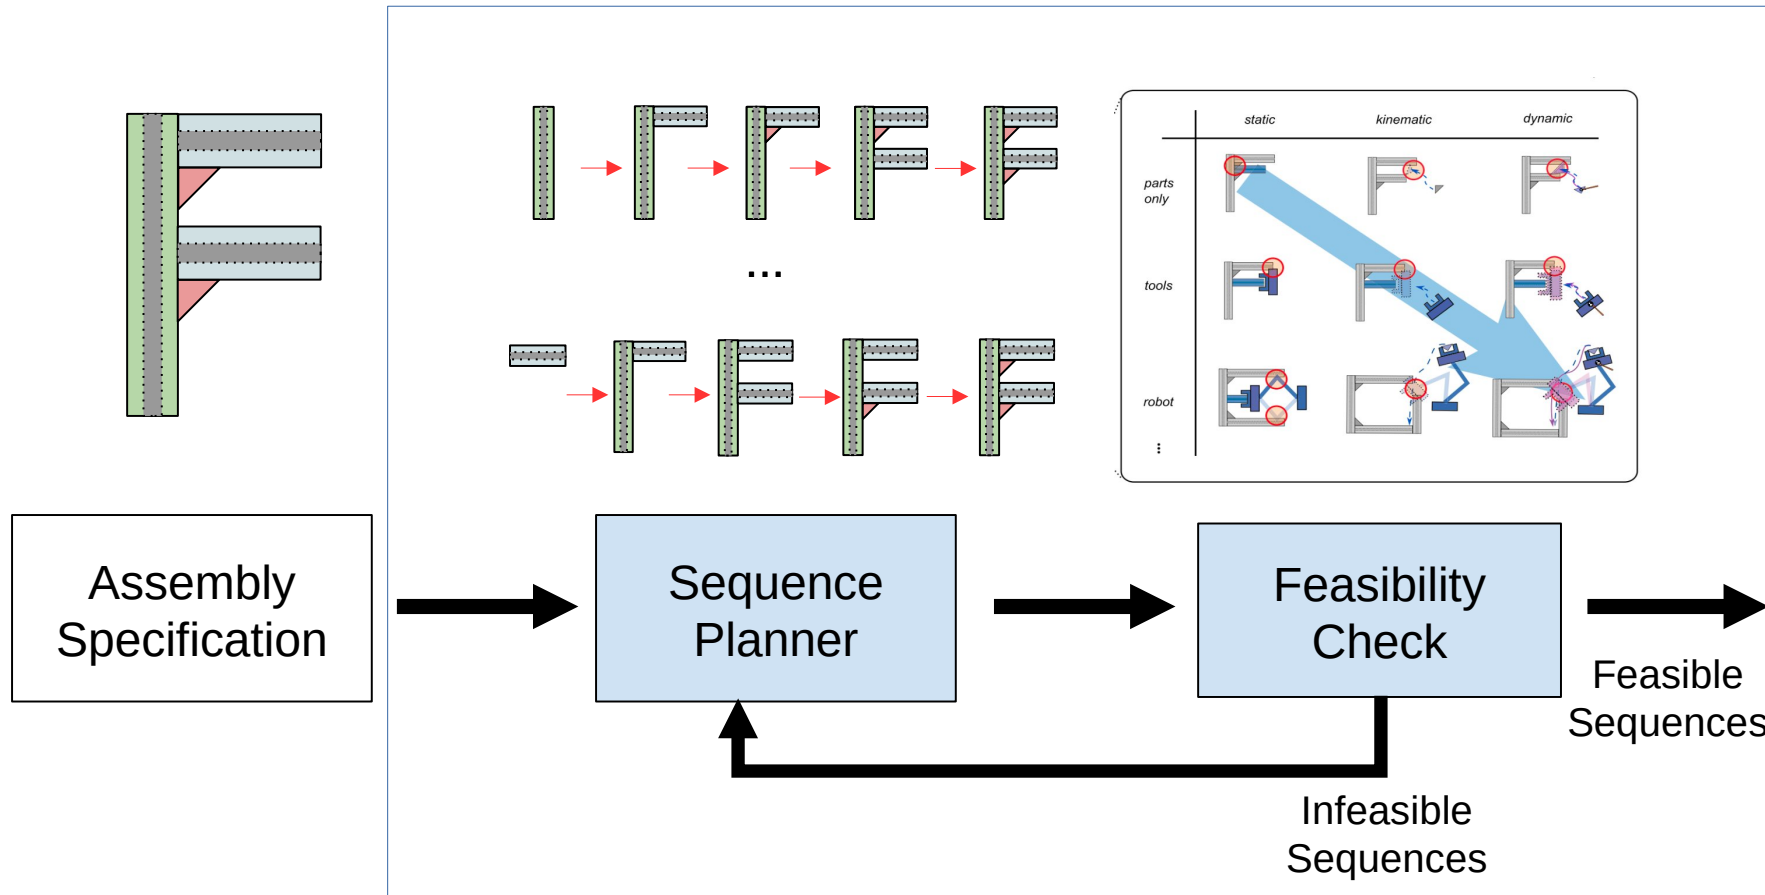 static kinematic dynamic
parts
only
...
tools
robot
...
Assembly
Specification
Sequence
Planner
Feasibility
Check
Feasible
Sequences
Infeasible
Sequences